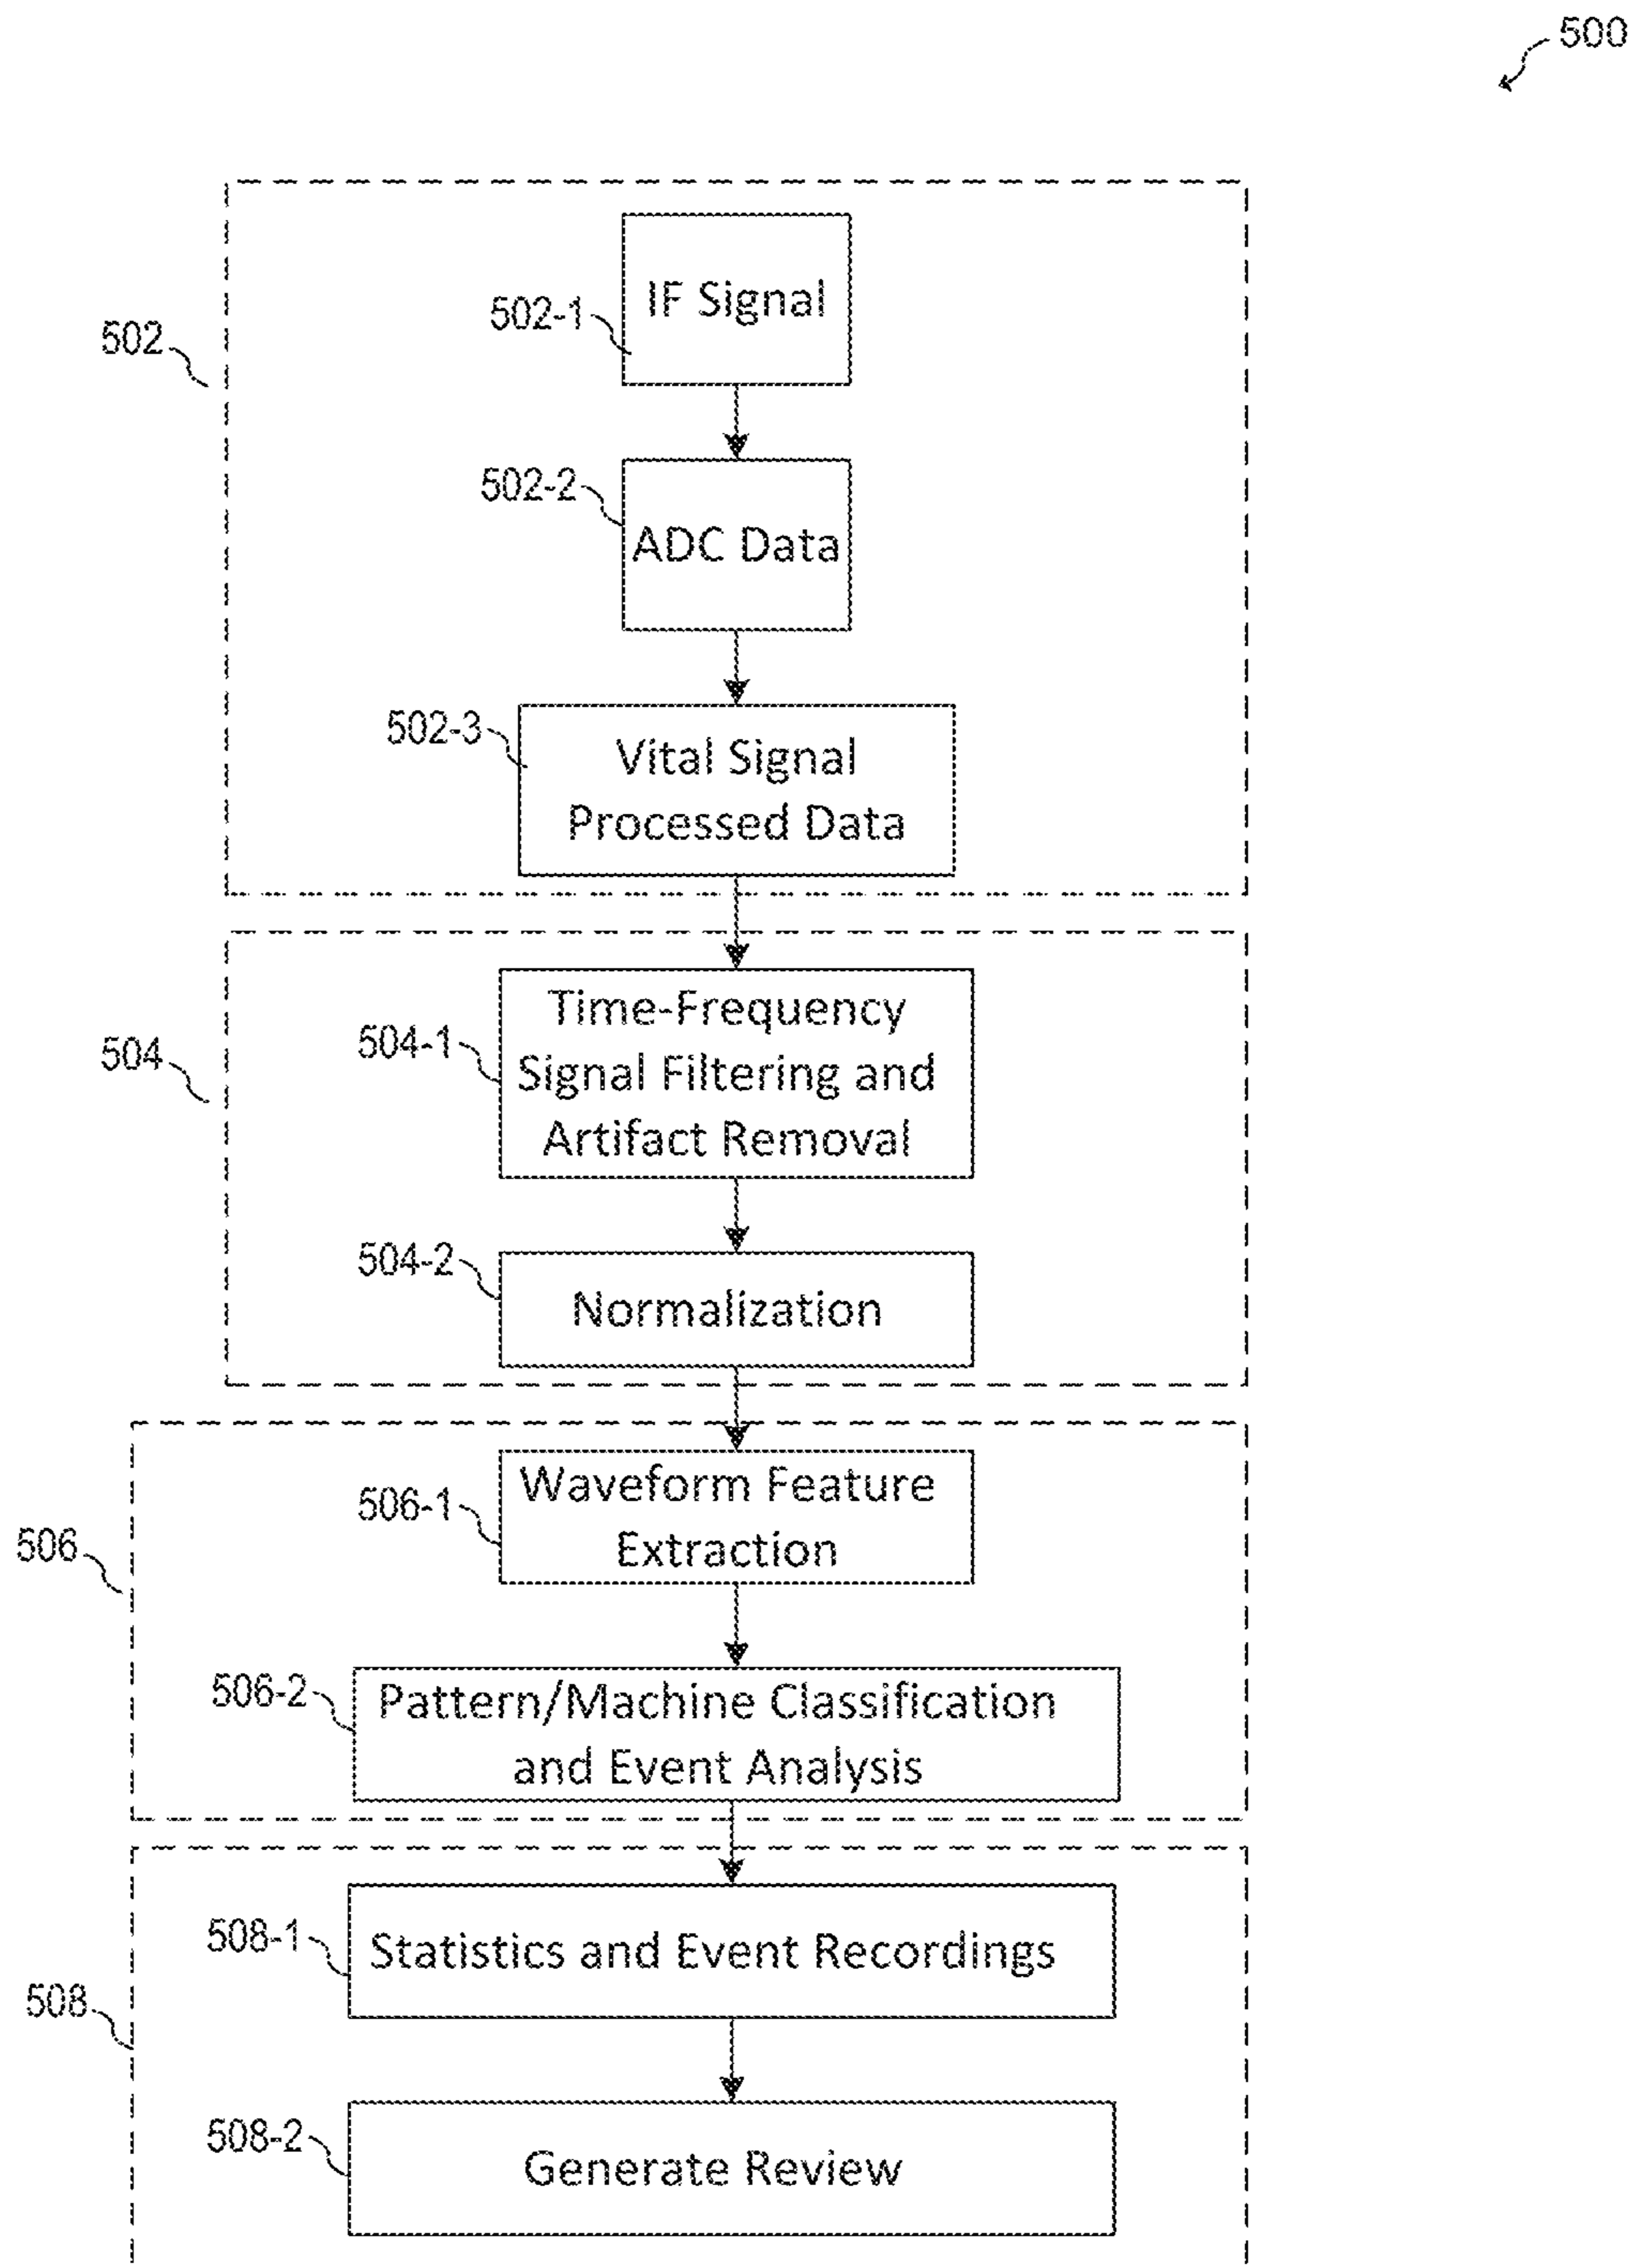 500
502
502-1
IF Signal
502-2
ADC Data
502-3
Vital Signal
Processed Data
504
504-1
Time-Frequency
Signal Filtering and
Artifact Removal
504-2
Normalization
506
506-1
Waveform Feature
Extraction
506-2
Pattern/Machine Classification
and Event Analysis
508
508-1
Statistics and Event Recordings
508-2
Generate Review